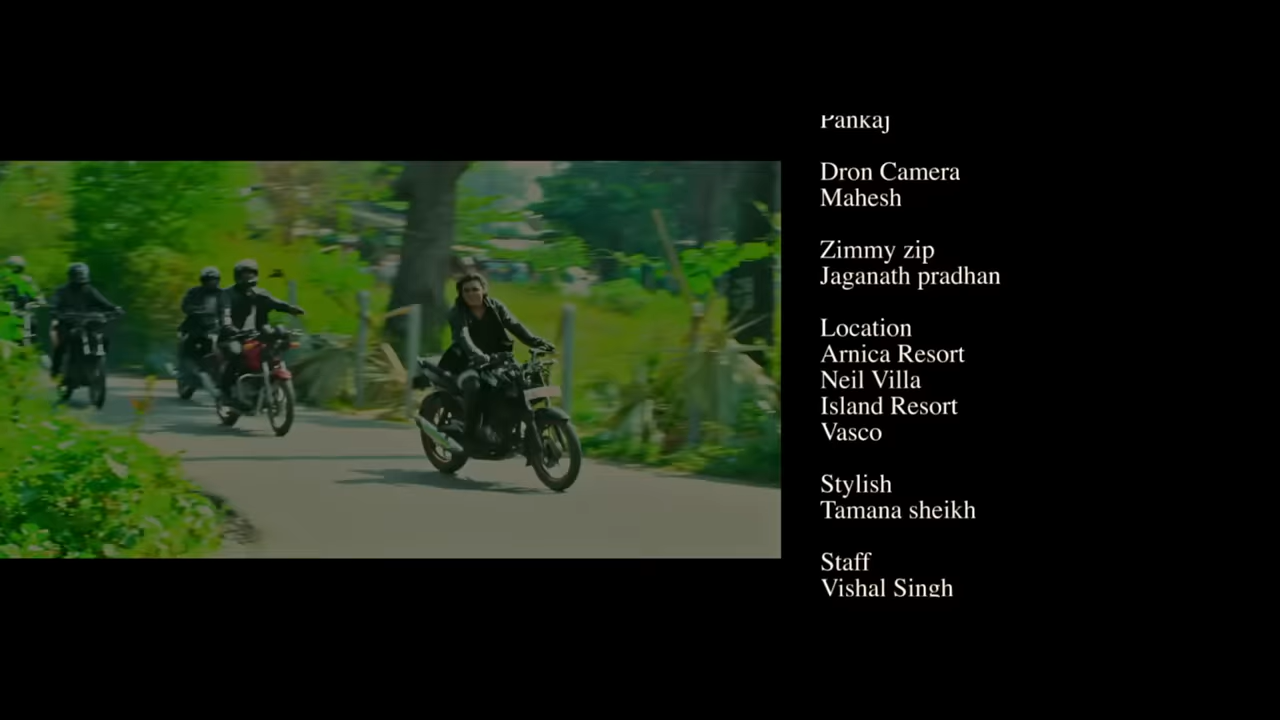 Pankaj
Dron Camera
Mahesh
Zimmy zip
Jaganath pradhan
Location
Arnica Resort
Neil Villa
Island Resort
Vasco
Stylish
Tamana sheikh
Staff
Vishal Singh